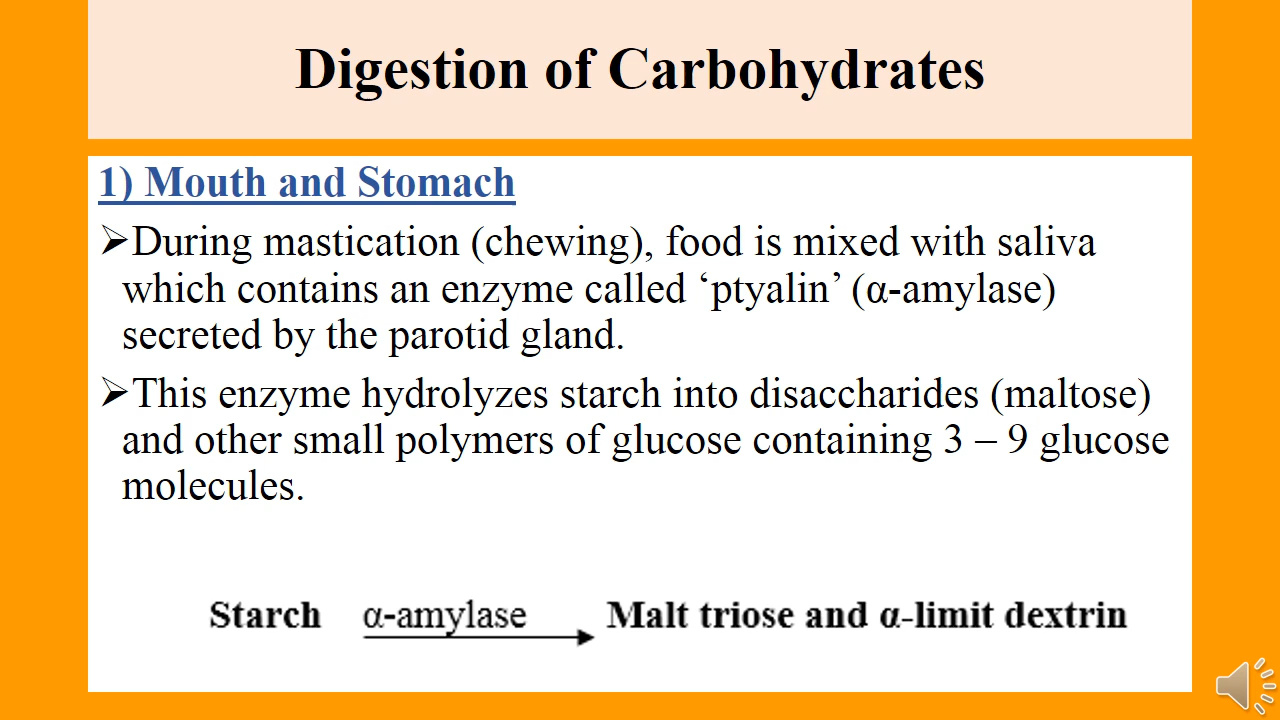 Digestion of Carbohydrates
1) Mouth and Stomach
➢During mastication (chewing), food is mixed with saliva
which contains an enzyme called ‘ptyalin’ (α-amylase)
secreted by the parotid gland.
➢This enzyme hydrolyzes starch into disaccharides (maltose)
and other small polymers of glucose containing 3 – 9 glucose
molecules.
Starch α-amylase Malt triose and α-limit dextrin